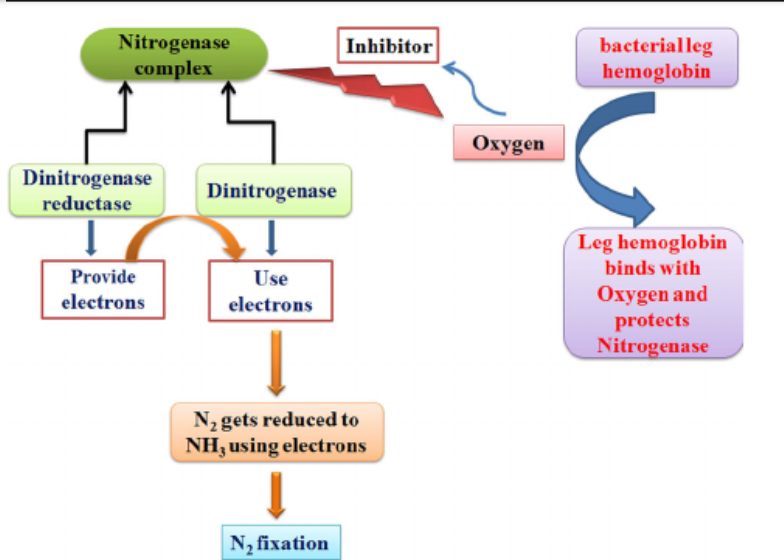 Nitrogenase
complex
Inhibitor
bacterial leg
hemoglobin
Oxygen
Dinitrogenase
reductase
Dinitrogenase
Provide
electrons
Use
electrons
Leg hemoglobin
binds with
Oxygen and
protects
Nitrogenase
N₂ gets reduced to
NH₃ using electrons
N₂ fixation